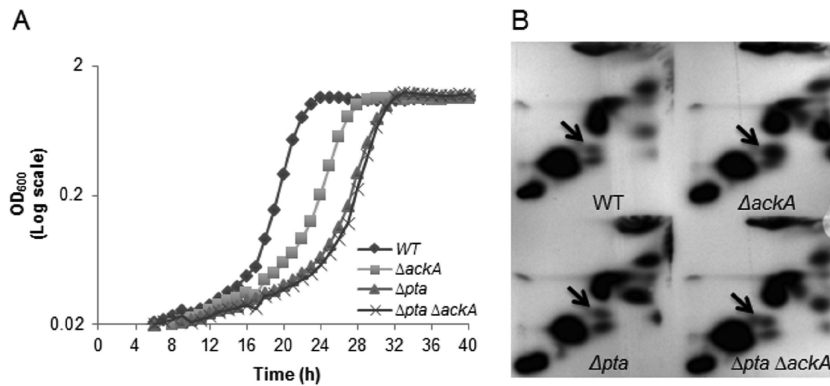 A
B
2
0.2
0.02
OD600
(Log scale)
WT
ΔackA
Δpta
Δpta ΔackA
0 4 8 12 16 20 24 28 32 36 40
Time (h)
WT
ΔackA
Δpta
Δpta ΔackA